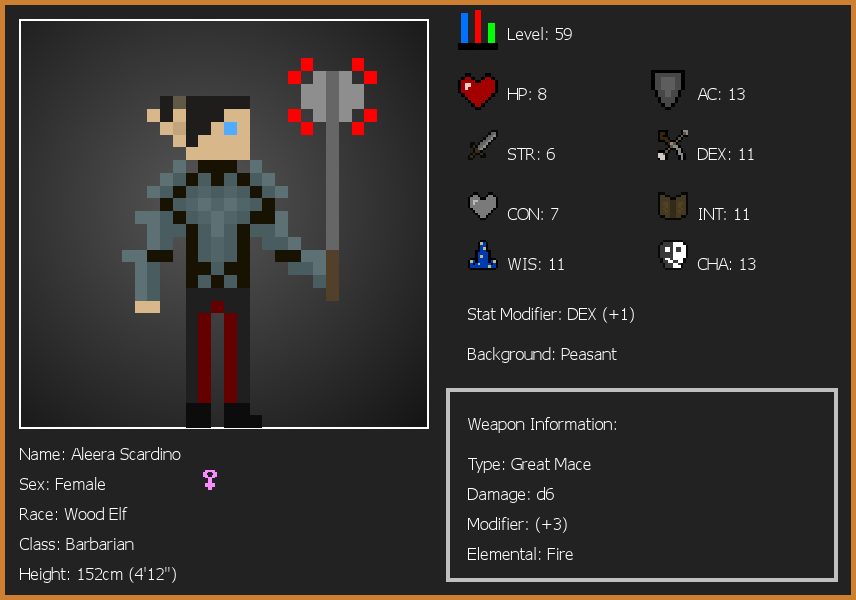 Level: 59
HP: 8
AC: 13
STR: 6
DEX: 11
CON: 7
INT: 11
WIS: 11
CHA: 13
Stat Modifier: DEX (+1)
Background: Peasant
Weapon Information:
Type: Great Mace
Damage: d6
Modifier: (+3)
Elemental: Fire
Name: Aleera Scardino
Sex: Female
Race: Wood Elf
Class: Barbarian
Height: 152cm (4'12")